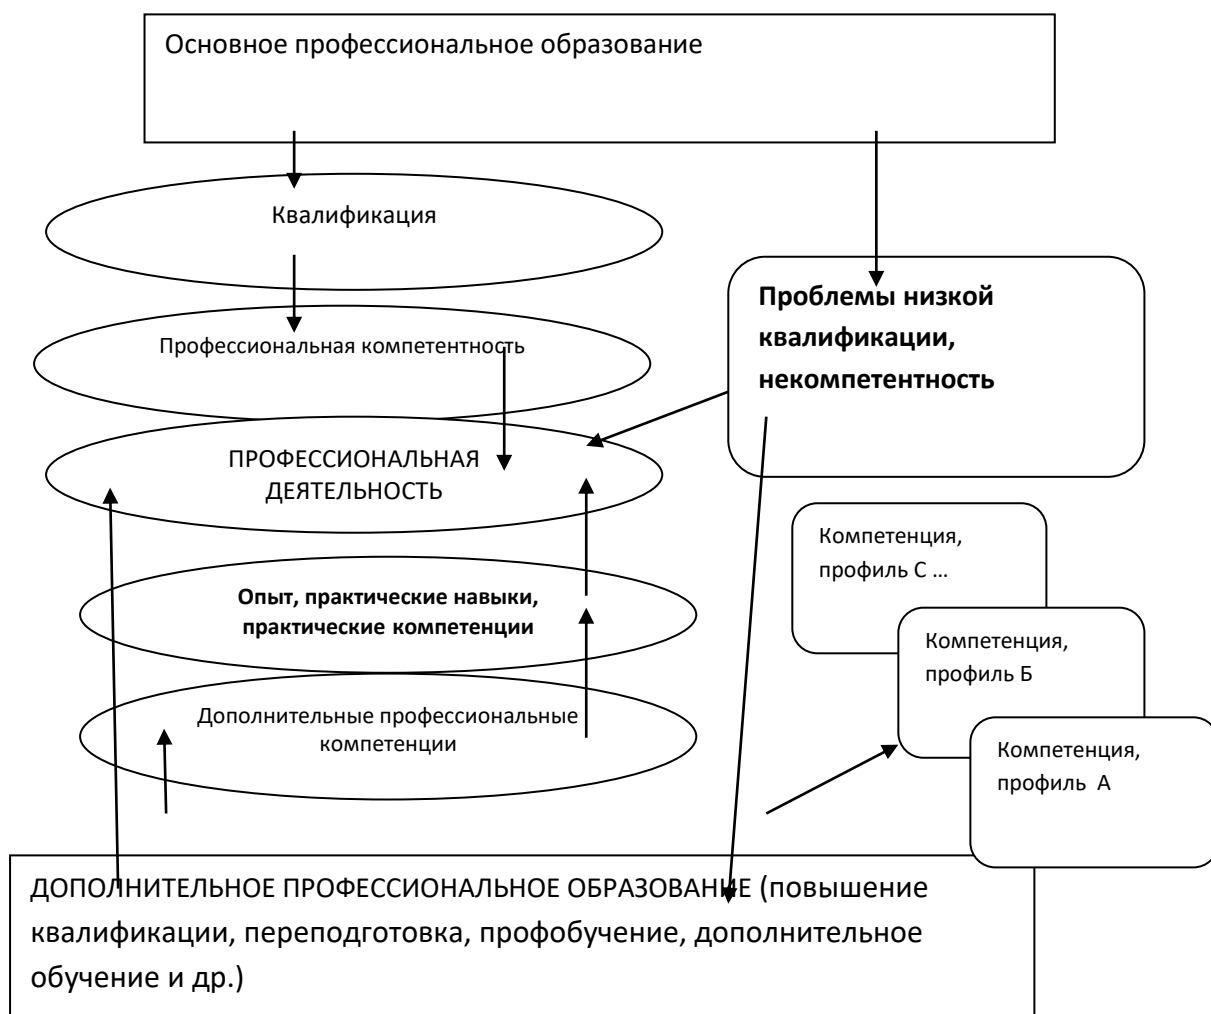 Основное профессиональное образование
Квалификация
Проблемы низкой
квалификации,
некомпетентность
Профессиональная компетентность
ПРОФЕССИОНАЛЬНАЯ
ДЕЯТЕЛЬНОСТЬ
Компетенция,
профиль С ...
Опыт, практические навыки,
практические компетенции
Компетенция,
профиль Б
Дополнительные профессиональные
компетенции
Компетенция,
профиль А
ДОПОЛНИТЕЛЬНОЕ ПРОФЕССИОНАЛЬНОЕ ОБРАЗОВАНИЕ (повышение
квалификации, переподготовка, профобучение, дополнительное
обучение и др.)